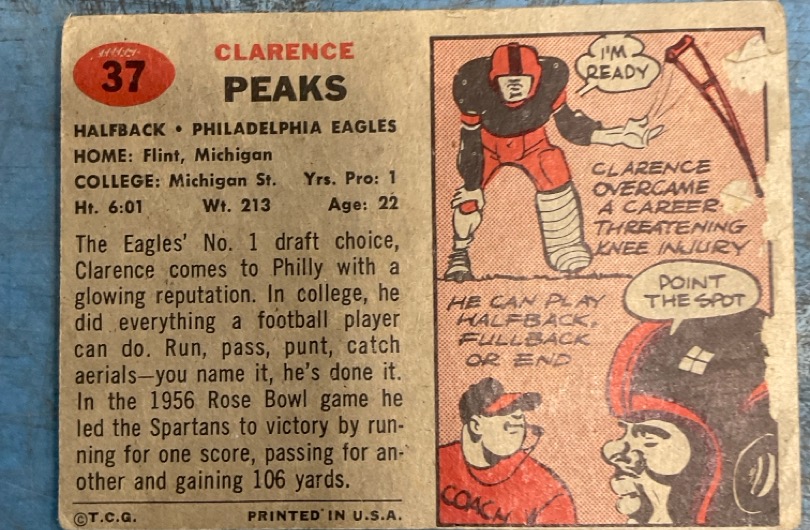 37
CLARENCE
PEAKS
HALFBACK • PHILADELPHIA EAGLES
HOME: Flint, Michigan
COLLEGE: Michigan St. Yrs. Pro: 1
Ht. 6:01 Wt. 213 Age: 22
The Eagles' No. 1 draft choice,
Clarence comes to Philly with a
glowing reputation. In college, he
did everything a football player
can do. Run, pass, punt, catch
aerials—you name it, he's done it.
In the 1956 Rose Bowl game he
led the Spartans to victory by run-
ning for one score, passing for an-
other and gaining 106 yards.
©T.C.G. PRINTED IN U.S.A.
I'M
READY
CLARENCE
OVERCAME
A CAREER
THREATENING
KNEE INJURY
HE CAN PLAY
HALFBACK,
FULLBACK
OR END
POINT
THE SPOT
COACH